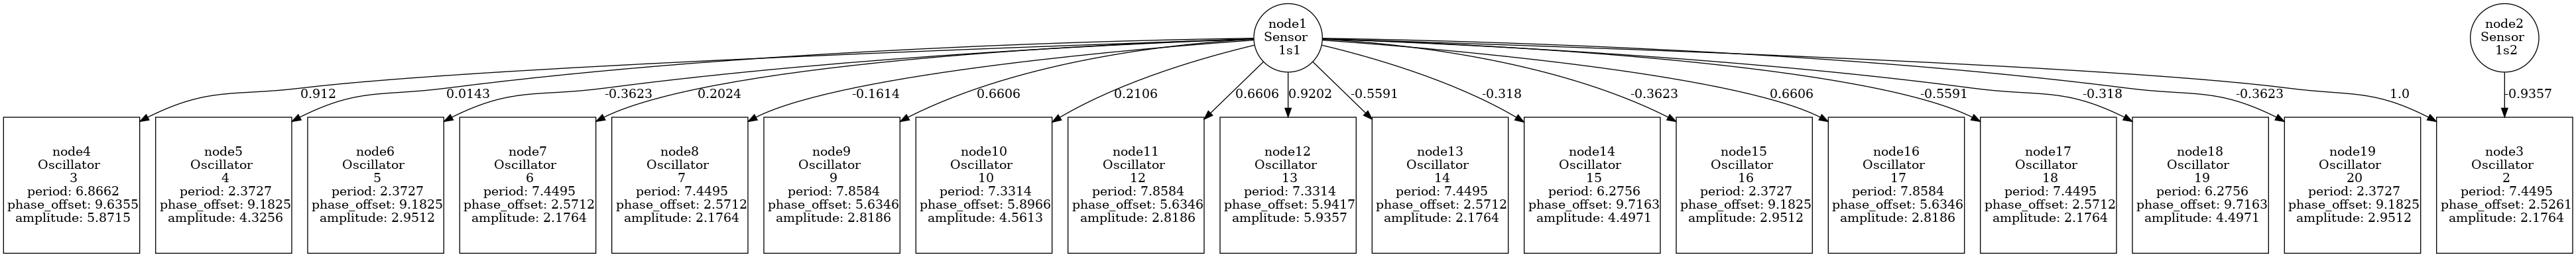 node1
Sensor
1s1
node2
Sensor
1s2
0.912
0.0143
-0.3623
0.2024
-0.1614
0.6606
0.2106
0.6606
0.9202
-0.5591
-0.318
-0.3623
0.6606
-0.5591
-0.318
-0.3623
1.0
-0.9357
node4
Oscillator
3
period: 6.8662
phase_offset: 9.6355
amplitude: 5.8715
node5
Oscillator
4
period: 2.3727
phase_offset: 9.1825
amplitude: 4.3256
node6
Oscillator
5
period: 2.3727
phase_offset: 9.1825
amplitude: 2.9512
node7
Oscillator
6
period: 7.4495
phase_offset: 2.5712
amplitude: 2.1764
node8
Oscillator
7
period: 7.4495
phase_offset: 2.5712
amplitude: 2.1764
node9
Oscillator
9
period: 7.8584
phase_offset: 5.6346
amplitude: 2.8186
node10
Oscillator
10
period: 7.3314
phase_offset: 5.8966
amplitude: 4.5613
node11
Oscillator
12
period: 7.8584
phase_offset: 5.6346
amplitude: 2.8186
node12
Oscillator
13
period: 7.3314
phase_offset: 5.9417
amplitude: 5.9357
node13
Oscillator
14
period: 7.4495
phase_offset: 2.5712
amplitude: 2.1764
node14
Oscillator
15
period: 6.2756
phase_offset: 9.7163
amplitude: 4.4971
node15
Oscillator
16
period: 2.3727
phase_offset: 9.1825
amplitude: 2.9512
node16
Oscillator
17
period: 7.8584
phase_offset: 5.6346
amplitude: 2.8186
node17
Oscillator
18
period: 7.4495
phase_offset: 2.5712
amplitude: 2.1764
node18
Oscillator
19
period: 6.2756
phase_offset: 9.7163
amplitude: 4.4971
node19
Oscillator
20
period: 2.3727
phase_offset: 9.1825
amplitude: 2.9512
node3
Oscillator
2
period: 7.4495
phase_offset: 2.5261
amplitude: 2.1764